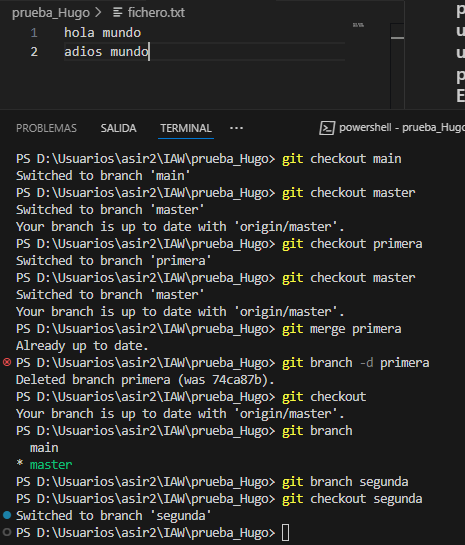 prueba_Hugo > fichero.txt
1 hola mundo
2 adios mundo
p
u
u
p
E
PROBLEMAS SALIDA TERMINAL ··· powershell - prueba_Hugo
PS D:\Usuarios\asir2\IAW\prueba_Hugo> git checkout main
Switched to branch 'main'
PS D:\Usuarios\asir2\IAW\prueba_Hugo> git checkout master
Switched to branch 'master'
Your branch is up to date with 'origin/master'.
PS D:\Usuarios\asir2\IAW\prueba_Hugo> git checkout primera
Switched to branch 'primera'
PS D:\Usuarios\asir2\IAW\prueba_Hugo> git checkout master
Switched to branch 'master'
Your branch is up to date with 'origin/master'.
PS D:\Usuarios\asir2\IAW\prueba_Hugo> git merge primera
Already up to date.
PS D:\Usuarios\asir2\IAW\prueba_Hugo> git branch -d primera
Deleted branch primera (was 74ca87b).
PS D:\Usuarios\asir2\IAW\prueba_Hugo> git checkout
Your branch is up to date with 'origin/master'.
PS D:\Usuarios\asir2\IAW\prueba_Hugo> git branch
main
* master
PS D:\Usuarios\asir2\IAW\prueba_Hugo> git branch segunda
PS D:\Usuarios\asir2\IAW\prueba_Hugo> git checkout segunda
Switched to branch 'segunda'
PS D:\Usuarios\asir2\IAW\prueba_Hugo>